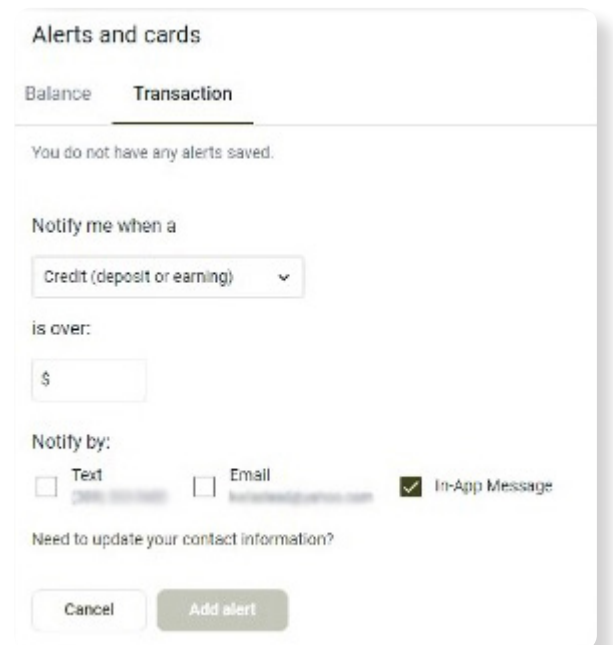 Alerts and cards
Balance Transaction
You do not have any alerts saved.
Notify me when a
Credit (deposit or earning)
is over:
$
Notify by:
Text Email In-App Message
Need to update your contact information?
Cancel Add alert